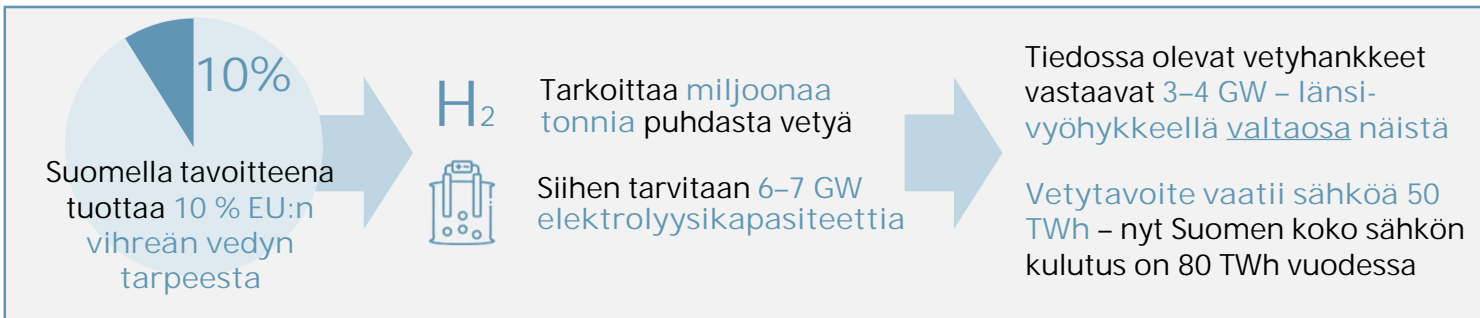 10%
Suomella tavoitteena
tuottaa 10 % EU:n
vihreän vedyn
tarpeesta
H2
Tarkoittaa miljoonaa
tonnia puhdasta vetyä
Siihen tarvitaan 6–7 GW
elektrolyysikapasiteettia
Tiedossa olevat vetyhankkeet
vastaavat 3–4 GW – länsi-
vyöhykkeellä valtaosa näistä
Vetytavoite vaatii sähköä 50
TWh – nyt Suomen koko sähkön
kulutus on 80 TWh vuodessa